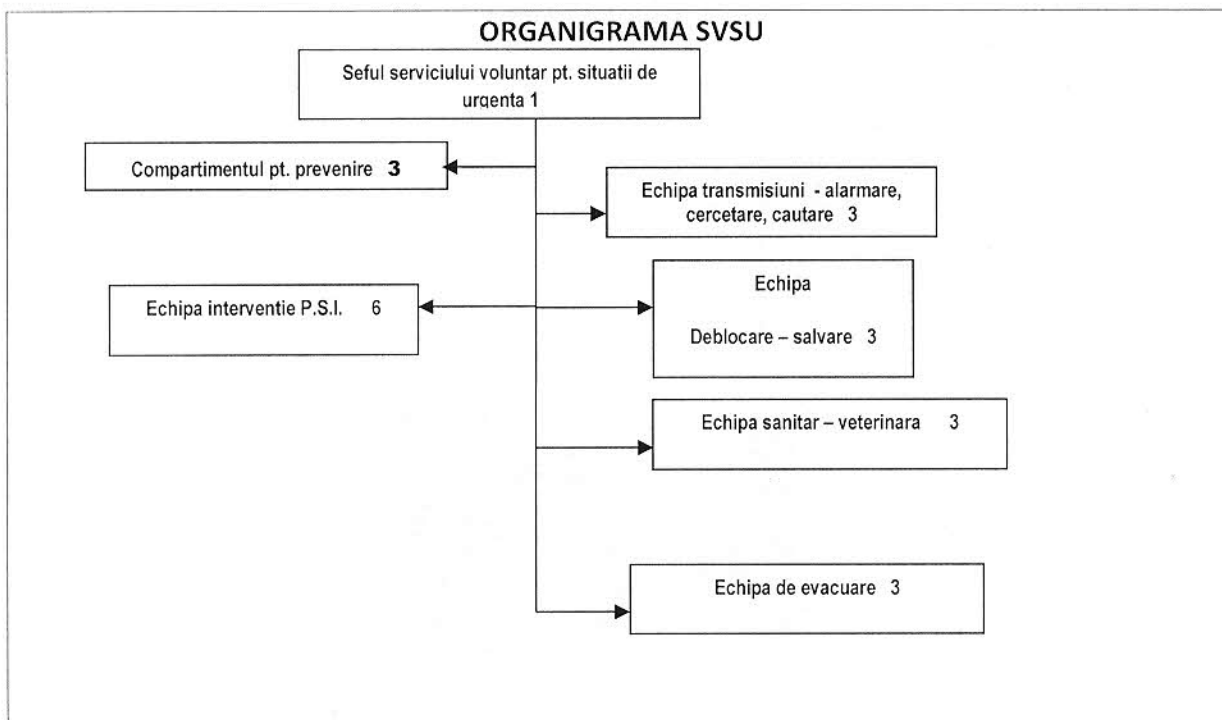 ORGANIGRAMA SVSU
Seful serviciului voluntar pt. situatii de
urgenta 1
Compartimentul pt. prevenire 3
Echipa transmisiuni - alarmare,
cercetare, cautare 3
Echipa interventie P.S.I. 6
Echipa
Deblocare – salvare 3
Echipa sanitar – veterinara 3
Echipa de evacuare 3